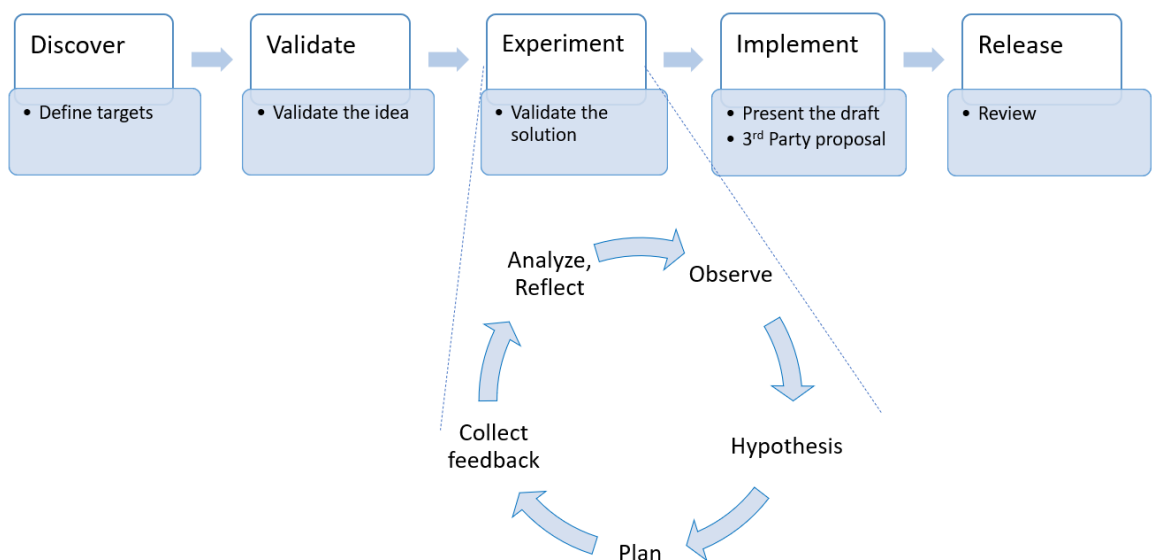 Discover
Validate
Experiment
Implement
Release
• Define targets
• Validate the idea
• Validate the
solution
• Present the draft
• 3rd Party proposal
• Review
Analyze,
Reflect
Observe
Hypothesis
Plan
Collect
feedback